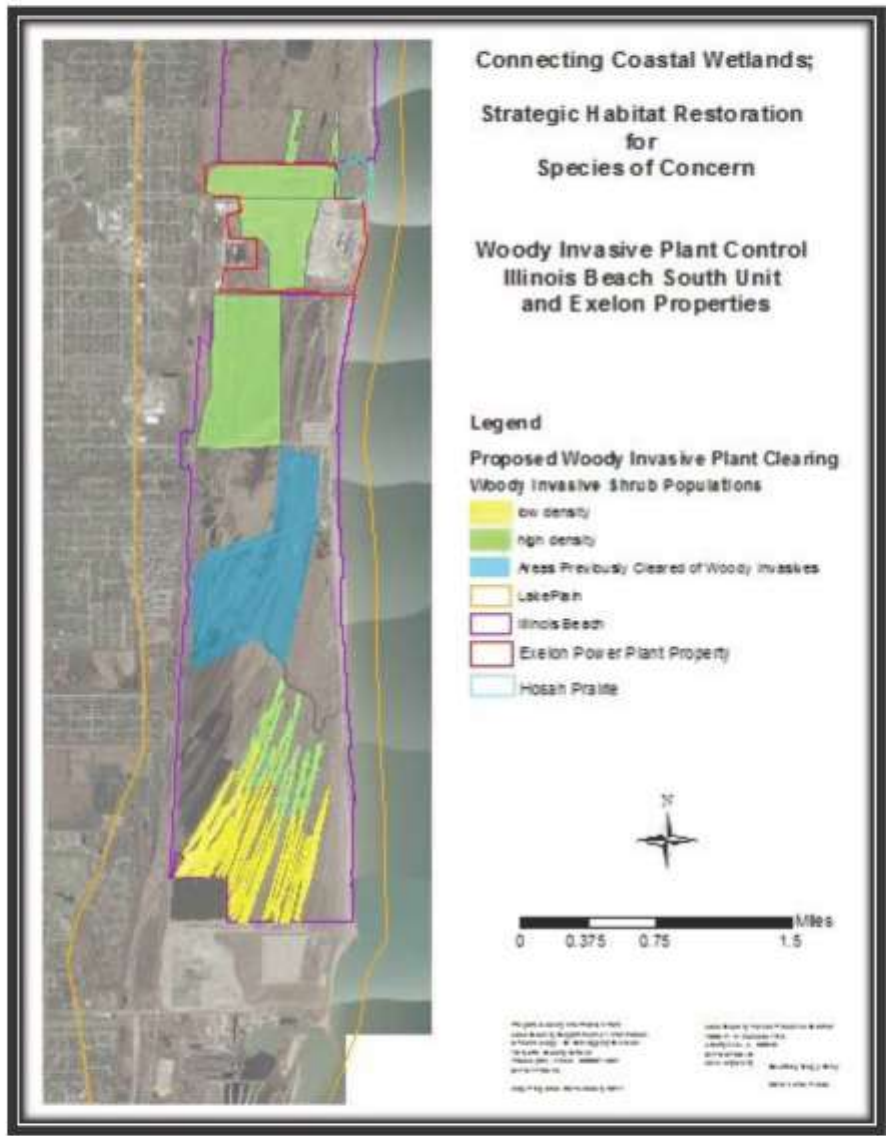 Connecting Coastal Wetlands;
Strategic Habitat Restoration
for
Species of Concern
Woody Invasive Plant Control
Illinois Beach South Unit
and Exelon Properties
Legend
Proposed Woody Invasive Plant Clearing
Woody Invasive Shrub Populations
low density
high density
Areas Previously Cleared of Woody Invasives
LakePlain
Illinois Beach
Exelon Power Plant Property
Hosah Prairie
N
Miles
0 0.375 0.75 1.5